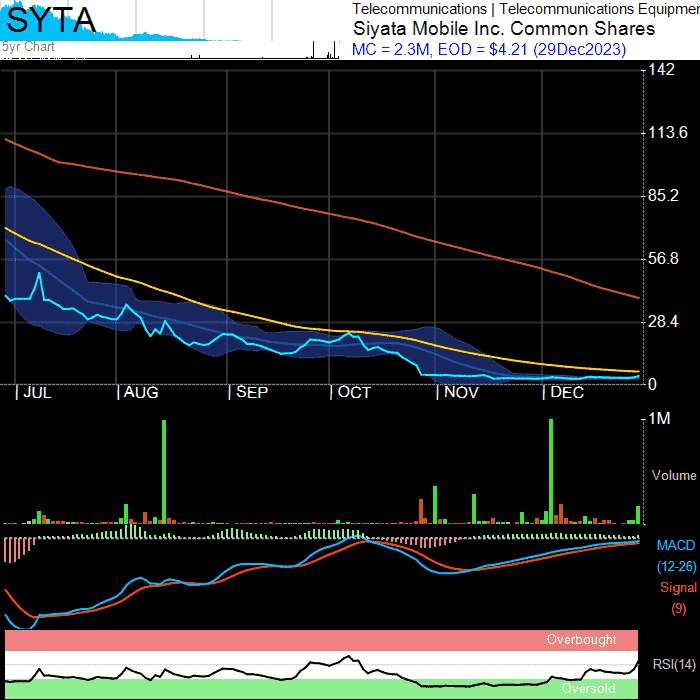 SYTA
5yr Chart
Telecommunications | Telecommunications Equipmen
Siyata Mobile Inc. Common Shares
MC = 2.3M, EOD = $4.21 (29Dec2023)
142
113.6
85.2
56.8
28.4
0
JUL AUG SEP OCT NOV DEC
1M
Volume
MACD
(12-26)
Signal
(9)
Overbought
RSI(14)
Oversold